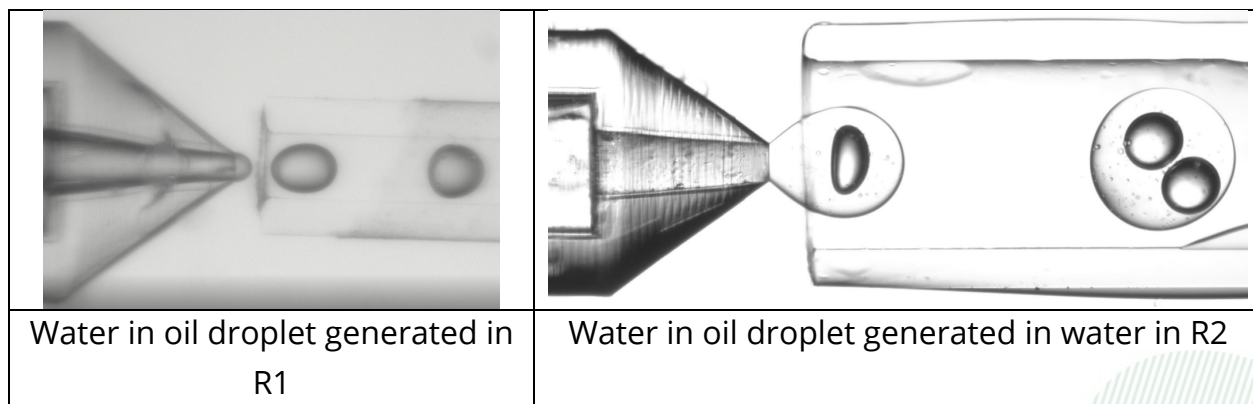 Water in oil droplet generated in
R1
Water in oil droplet generated in water in R2